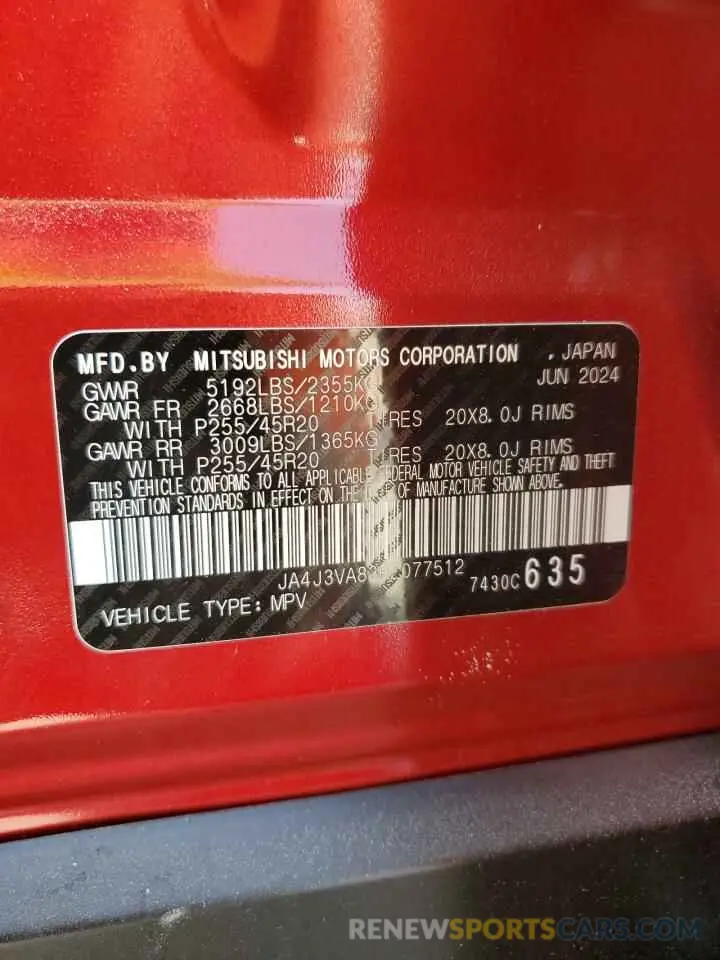 MFD.BY MITSUBISHI MOTORS CORPORATION , JAPAN
GWR 5192LBS/2355KG JUN 2024
GAWR FR 2668LBS/1210KG
WITH P255/45R20 TIRES 20X8.0J RIMS
GAWR RR 3009LBS/1365KG
WITH P255/45R20 TIRES 20X8.0J RIMS
THIS VEHICLE CONFORMS TO ALL APPLICABLE FEDERAL MOTOR VEHICLE SAFETY AND THEFT
PREVENTION STANDARDS IN EFFECT ON THE OF MANUFACTURE SHOWN ABOVE.
077512
7430C 635
VEHICLE TYPE: MPV
RENEWSPORTSCARS.COM